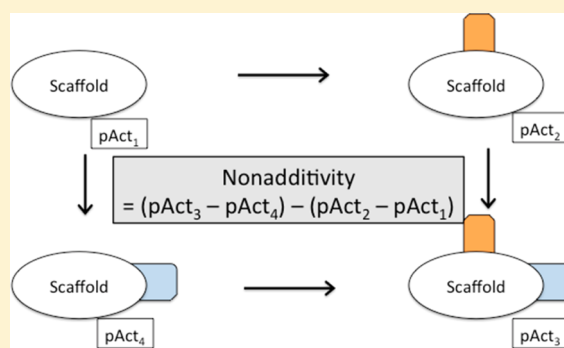 Scaffold
Scaffold
pAct₁
pAct₂
Nonadditivity
= (pAct₃ – pAct₄) – (pAct₂ – pAct₁)
Scaffold
Scaffold
pAct₄
pAct₃